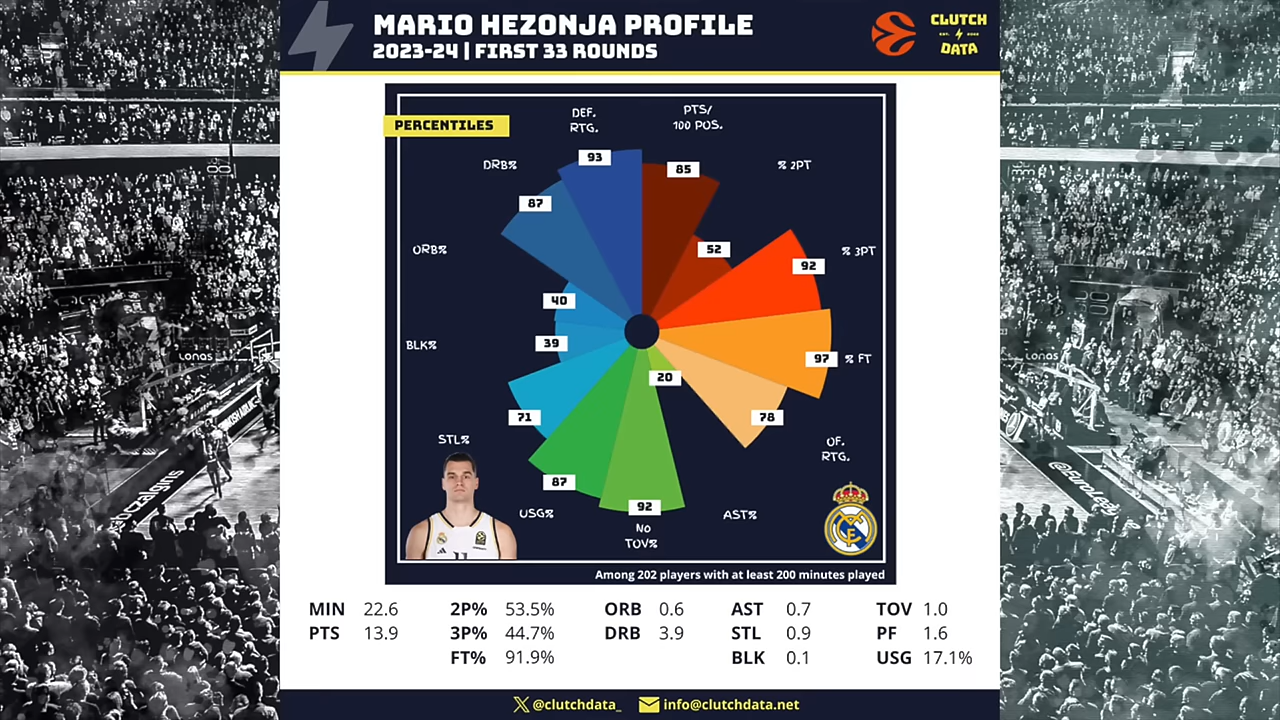 MARIO HEZONJA PROFILE
2023-24 | FIRST 33 ROUNDS
CLUTCH
EST. 2022
DATA
PERCENTILES
DEF.
RTG.
PTS/
100 POS.
DRB%
% 2PT
93
85
87
ORB%
52
% 3PT
92
40
BLK%
39
% FT
97
20
71
78
STL%
OF.
RTG.
87
USG%
92
AST%
NO
TOV%
Among 202 players with at least 200 minutes played
MIN 22.6 2P% 53.5% ORB 0.6 AST 0.7 TOV 1.0
PTS 13.9 3P% 44.7% DRB 3.9 STL 0.9 PF 1.6
FT% 91.9% BLK 0.1 USG 17.1%
@clutchdata_ info@clutchdata.net
Lonas
Lonas